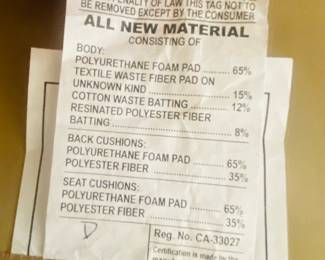 PENALTY OF LAW THIS TAG NOT TO
BE REMOVED EXCEPT BY THE CONSUMER
ALL NEW MATERIAL
CONSISTING OF
BODY:
POLYURETHANE FOAM PAD ........ 65%
TEXTILE WASTE FIBER PAD ON
UNKNOWN KIND ........ 15%
COTTON WASTE BATTING ........ 12%
RESINATED POLYESTER FIBER
BATTING ........ 8%
BACK CUSHIONS:
POLYURETHANE FOAM PAD ........ 65%
POLYESTER FIBER ........ 35%
SEAT CUSHIONS:
POLYURETHANE FOAM PAD ........ 65%
POLYESTER FIBER ........ 35%
D
Reg. No. CA-33027
Certification is made by the